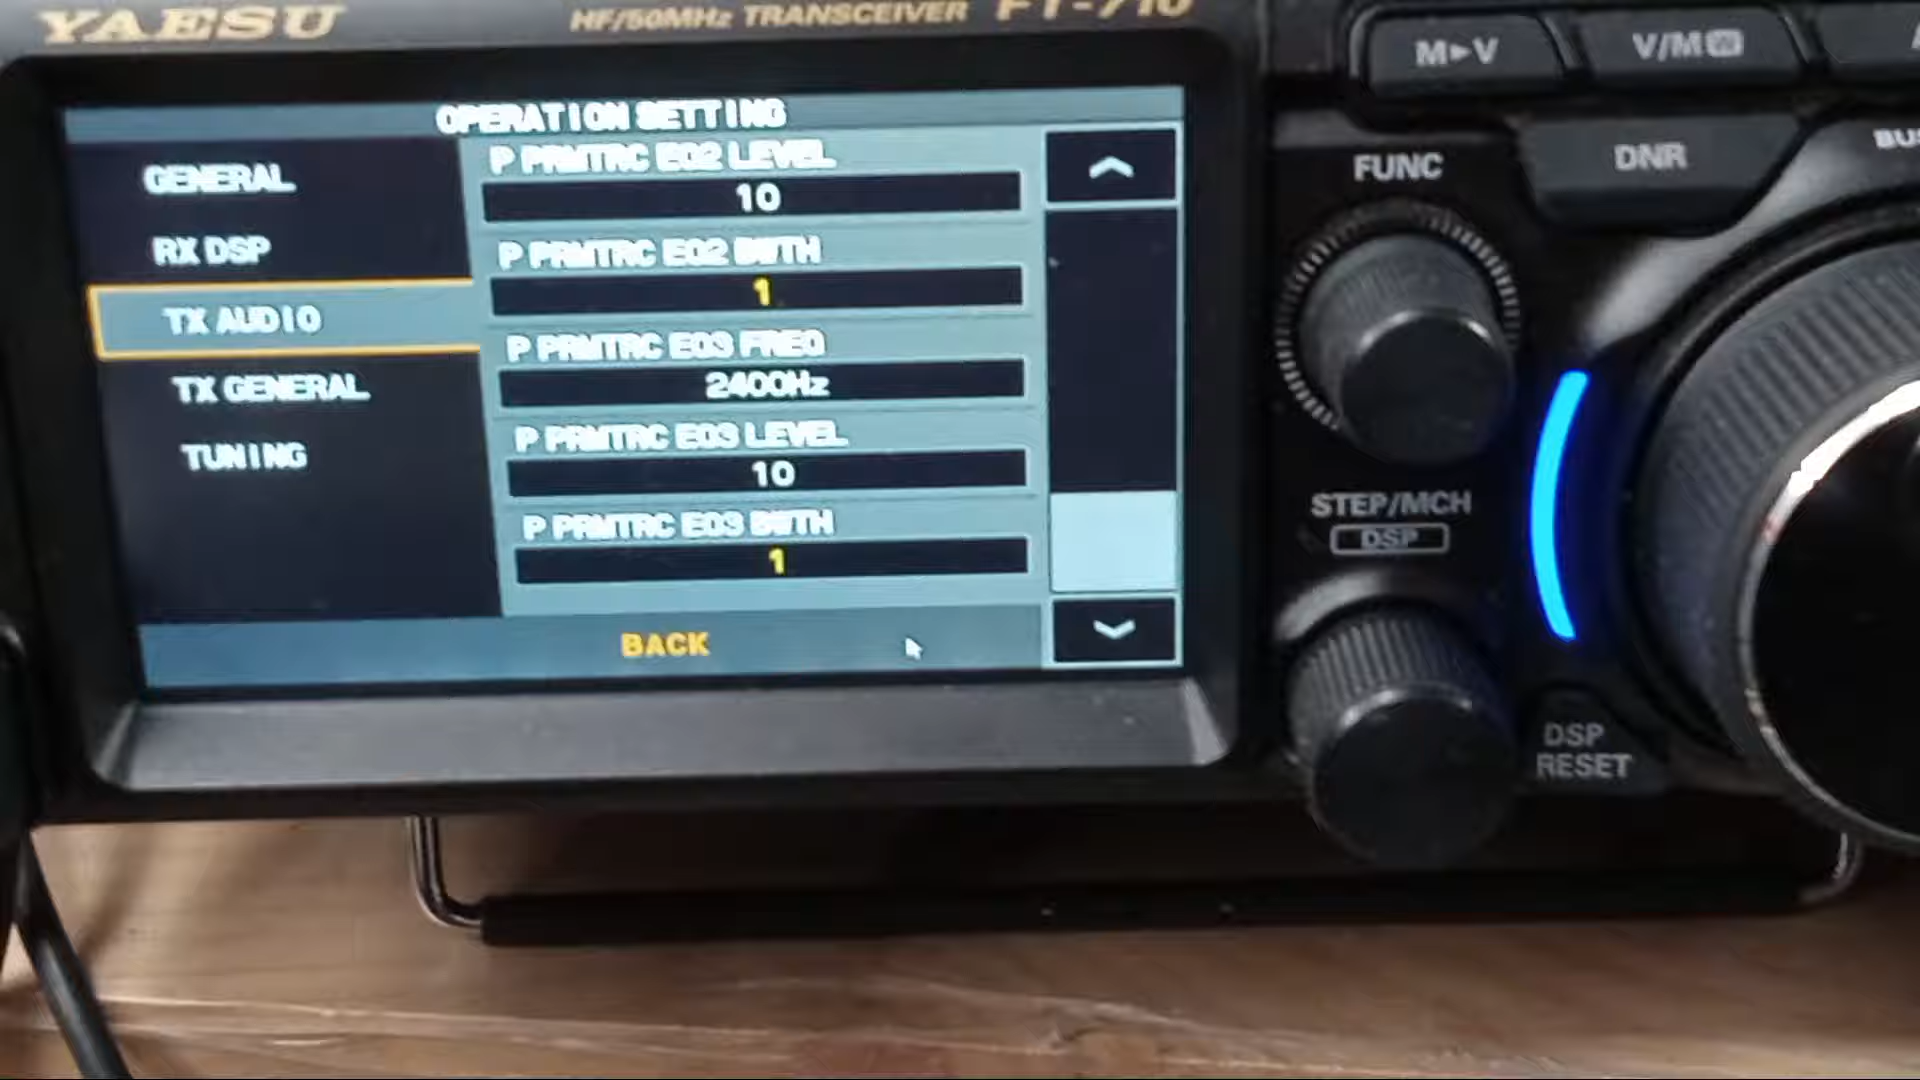 YAESU
HF/50MHz TRANSCEIVER FT-710
M►V
V/M W
DNR
FUNC
STEP/MCH
DSP
DSP
RESET
OPERATION SETTING
GENERAL
RX DSP
TX AUDIO
TX GENERAL
TUNING
P PRMTRC EQ2 LEVEL
10
P PRMTRC EQ2 BWTH
1
P PRMTRC EQ3 FREQ
2400Hz
P PRMTRC EQ3 LEVEL
10
P PRMTRC EQ3 BWTH
1
BACK